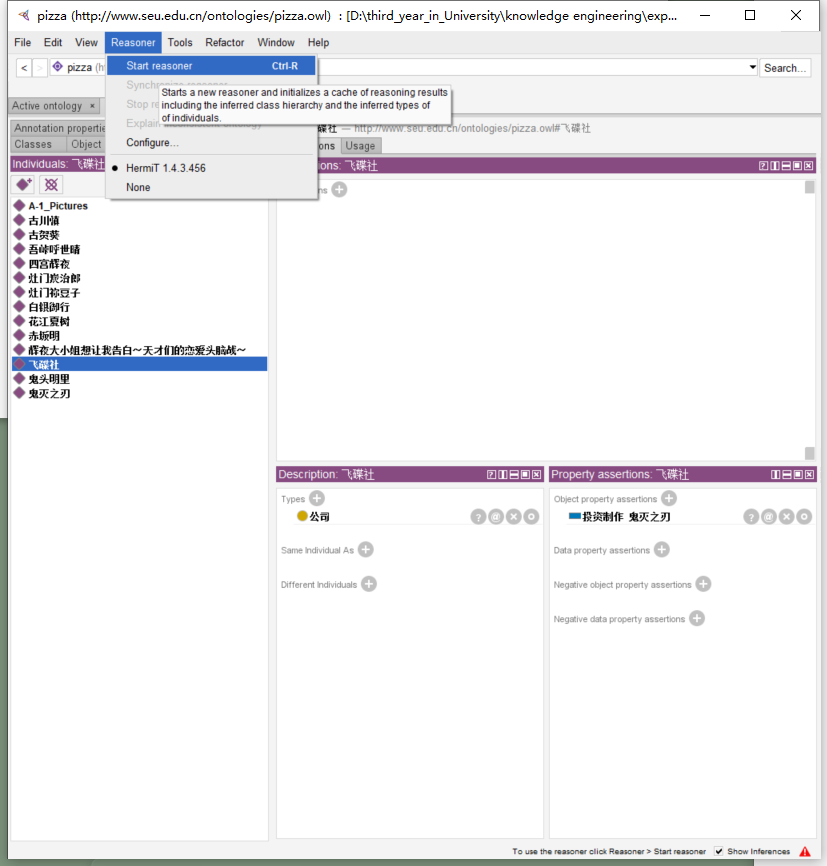 pizza (http://www.seu.edu.cn/ontologies/pizza.owl) : [D:\third_year_in_University\knowledge engineering\exp...
File Edit View Reasoner Tools Refactor Window Help
Start reasoner Ctrl-R
< > pizza (h Search...
Synchronize reasoner
Starts a new reasoner and initializes a cache of reasoning results
including the inferred class hierarchy and the inferred types of
of individuals.
Active ontology ×
Stop re
Explai
Annotation propertie
碟社 — http://www.seu.edu.cn/ontologies/pizza.owl#飞碟社
Classes Object
Configure...
ons Usage
Individuals: 飞碟社
ons: 飞碟社
HermiT 1.4.3.456
None
ns
A-1_Pictures
古川慎
古贺葵
吾峠呼世晴
四宫辉夜
灶门炭治郎
灶门祢豆子
白银御行
花江夏树
赤坂明
辉夜大小姐想让我告白～天才们的恋爱头脑战～
飞碟社
鬼头明里
鬼灭之刃
Description: 飞碟社
Types
公司
Same Individual As
Different Individuals
Property assertions: 飞碟社
Object property assertions
投资制作 鬼灭之刃
Data property assertions
Negative object property assertions
Negative data property assertions
To use the reasoner click Reasoner > Start reasoner Show Inferences